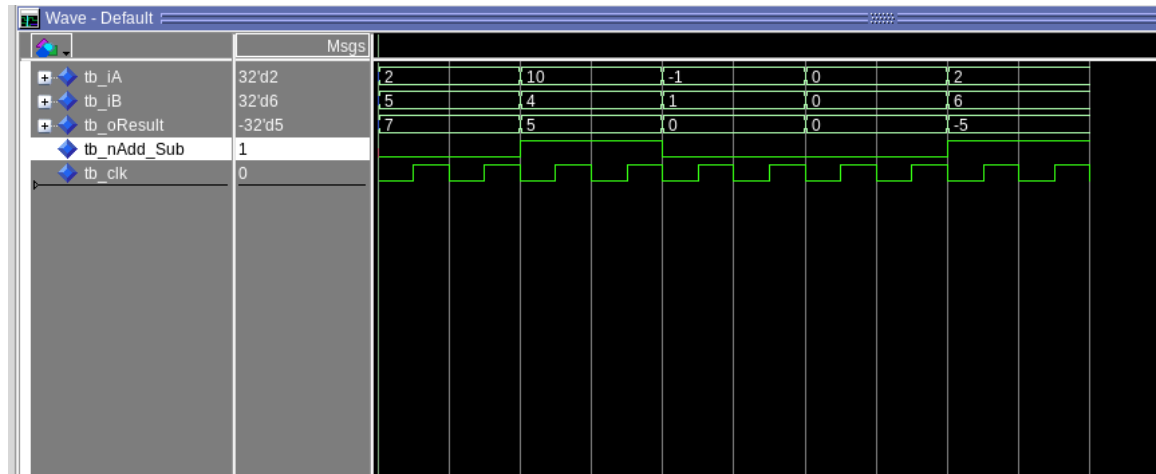 Wave - Default
Msgs
tb_iA 32'd2 2 10 -1 0 2
tb_iB 32'd6 5 4 1 0 6
tb_oResult -32'd5 7 5 0 0 -5
tb_nAdd_Sub 1
tb_clk 0